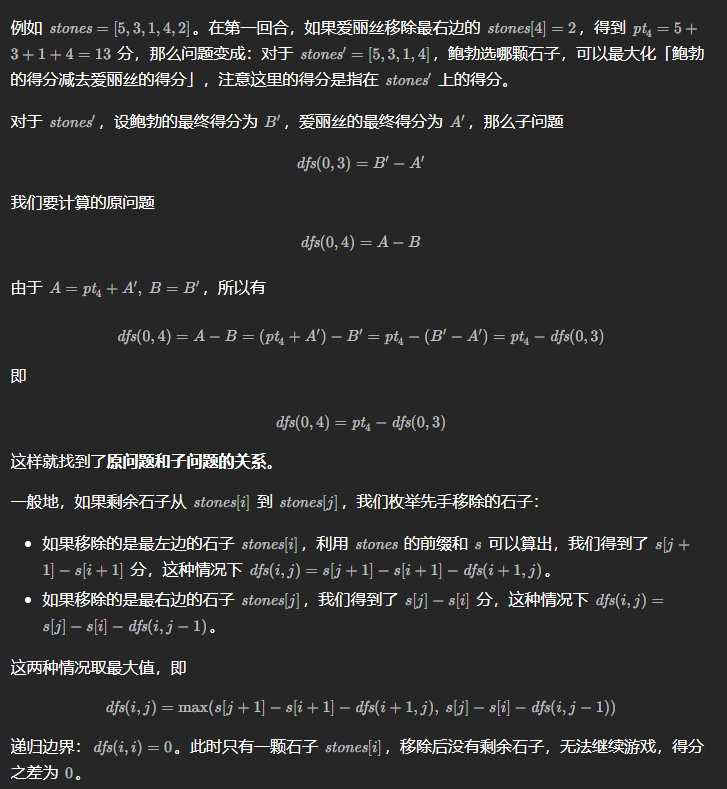 例如 stones = [5, 3, 1, 4, 2]。在第一回合，如果爱丽丝移除最右边的 stones[4] = 2，得到 pt₄ = 5 +
3 + 1 + 4 = 13 分，那么问题变成：对于 stones′ = [5, 3, 1, 4]，鲍勃选哪颗石子，可以最大化「鲍勃
的得分减去爱丽丝的得分」，注意这里的得分是指在 stones′ 上的得分。
对于 stones′，设鲍勃的最终得分为 B′，爱丽丝的最终得分为 A′，那么子问题
dfs(0, 3) = B′ − A′
我们要计算的原问题
dfs(0, 4) = A − B
由于 A = pt₄ + A′, B = B′，所以有
dfs(0, 4) = A − B = (pt₄ + A′) − B′ = pt₄ − (B′ − A′) = pt₄ − dfs(0, 3)
即
dfs(0, 4) = pt₄ − dfs(0, 3)
这样就找到了原问题和子问题的关系。
一般地，如果剩余石子从 stones[i] 到 stones[j]，我们枚举先手移除的石子：
• 如果移除的是最左边的石子 stones[i]，利用 stones 的前缀和 s 可以算出，我们得到了 s[j +
1] − s[i + 1] 分，这种情况下 dfs(i, j) = s[j + 1] − s[i + 1] − dfs(i + 1, j)。
• 如果移除的是最右边的石子 stones[j]，我们得到了 s[j] − s[i] 分，这种情况下 dfs(i, j) =
s[j] − s[i] − dfs(i, j − 1)。
这两种情况取最大值，即
dfs(i, j) = max(s[j + 1] − s[i + 1] − dfs(i + 1, j), s[j] − s[i] − dfs(i, j − 1))
递归边界：dfs(i, i) = 0。此时只有一颗石子 stones[i]，移除后没有剩余石子，无法继续游戏，得分
之差为 0。